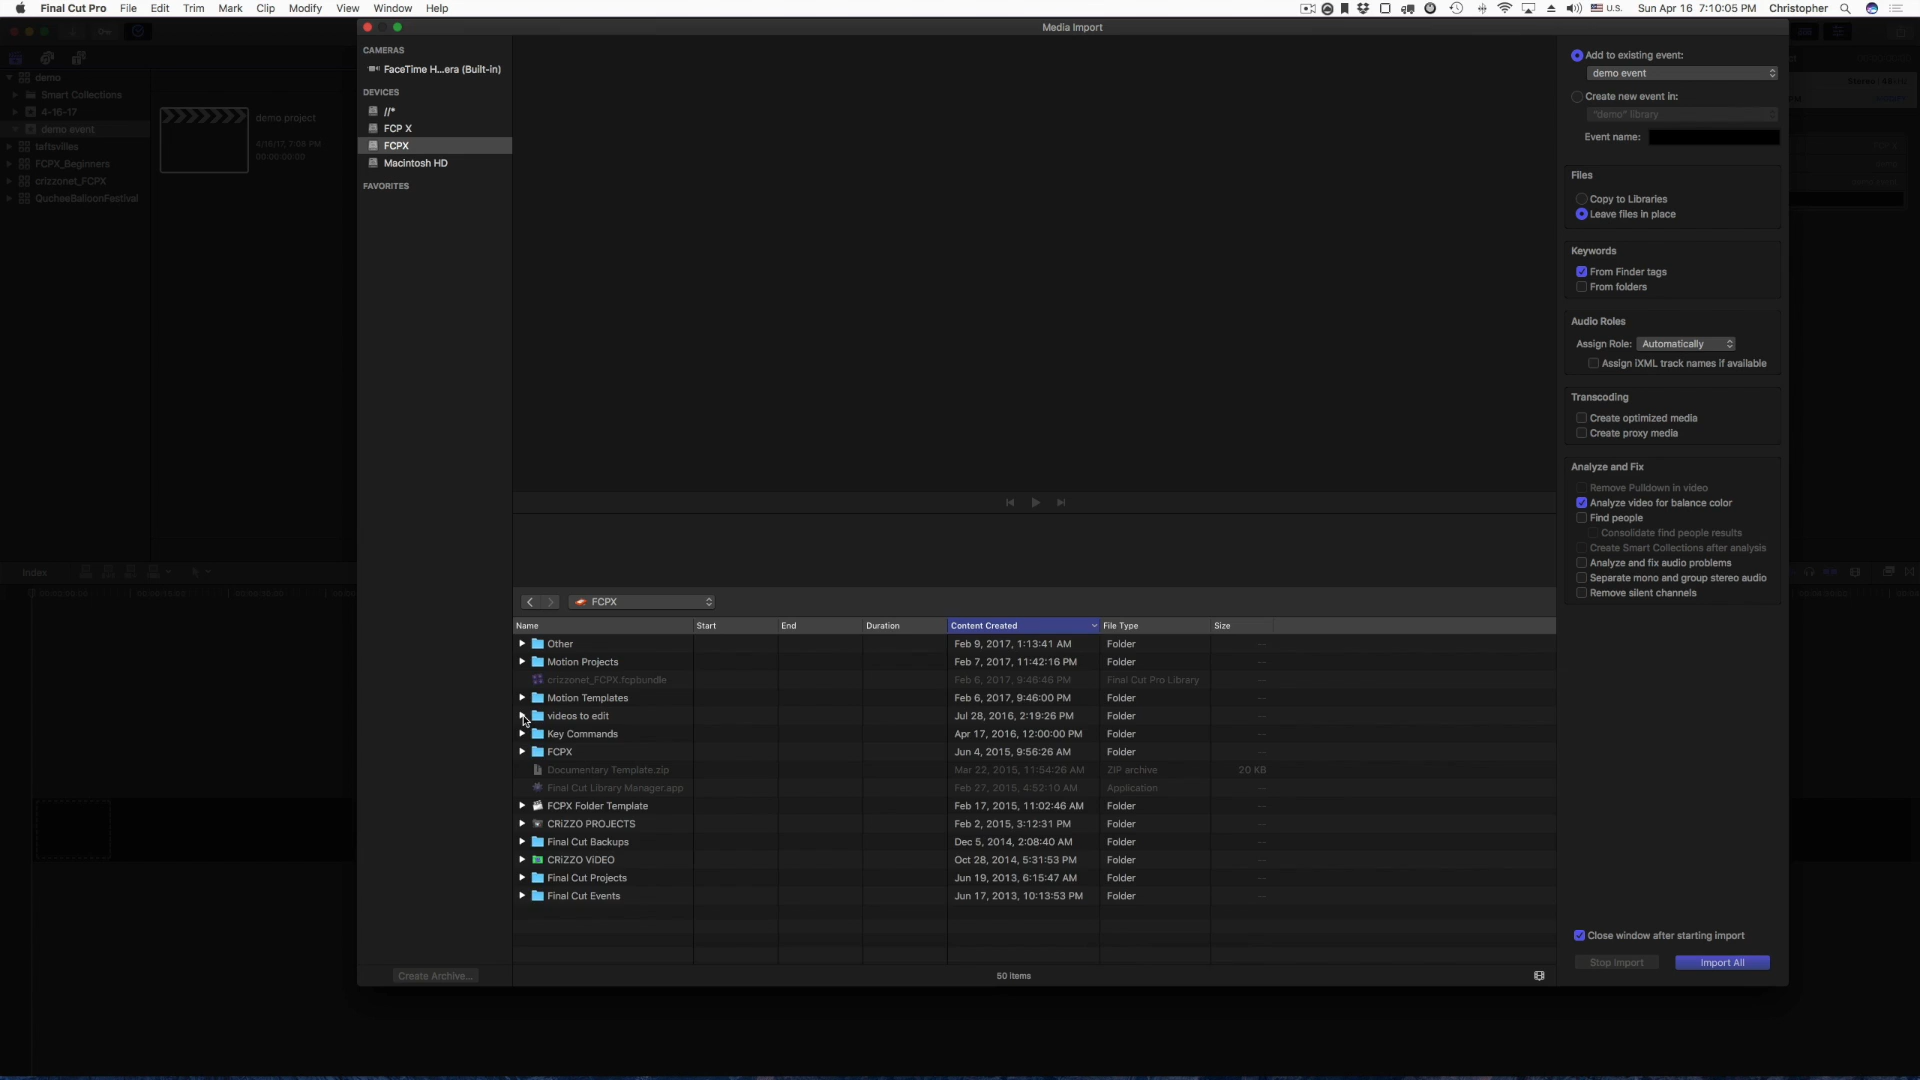 Final Cut Pro File Edit Trim Mark Clip Modify View Window Help U.S. Sun Apr 16 7:10:05 PM Christopher
Media Import
CAMERAS
FaceTime H...era (Built-in)
DEVICES
//*
FCP X
FCPX
Macintosh HD
FAVORITES
demo
Smart Collections
4-16-17
demo event
taftsvilles
FCPX_Beginners
crizzonet_FCPX
QucheeBalloonFestival
demo project
4/16/17, 7:06 PM
00:00:00:00
Index
Add to existing event:
demo event
Create new event in:
"demo" library
Event name:
Files
Copy to Libraries
Leave files in place
Keywords
From Finder tags
From folders
Audio Roles
Assign Role: Automatically
Assign iXML track names if available
Transcoding
Create optimized media
Create proxy media
Analyze and Fix
Remove Pulldown in video
Analyze video for balance color
Find people
Consolidate find people results
Create Smart Collections after analysis
Analyze and fix audio problems
Separate mono and group stereo audio
Remove silent channels
FCPX
Name Start End Duration Content Created File Type Size
Other Feb 9, 2017, 1:13:41 AM Folder --
Motion Projects Feb 7, 2017, 11:42:16 PM Folder --
crizzonet_FCPX.fcpbundle Feb 6, 2017, 9:46:46 PM Final Cut Pro Library --
Motion Templates Feb 6, 2017, 9:46:00 PM Folder --
videos to edit Jul 28, 2016, 2:19:26 PM Folder --
Key Commands Apr 17, 2016, 12:00:00 PM Folder --
FCPX Jun 4, 2015, 9:56:26 AM Folder --
Documentary Template.zip Mar 22, 2015, 11:54:26 AM ZIP archive 20 KB
Final Cut Library Manager.app Feb 27, 2015, 4:52:10 AM Application --
FCPX Folder Template Feb 17, 2015, 11:02:46 AM Folder --
CRiZZO PROJECTS Feb 2, 2015, 3:12:31 PM Folder --
Final Cut Backups Dec 5, 2014, 2:08:40 AM Folder --
CRiZZO ViDEO Oct 28, 2014, 5:31:53 PM Folder --
Final Cut Projects Jun 19, 2013, 6:15:47 AM Folder --
Final Cut Events Jun 17, 2013, 10:13:53 PM Folder --
Close window after starting import
Stop Import Import All
Create Archive...
50 items